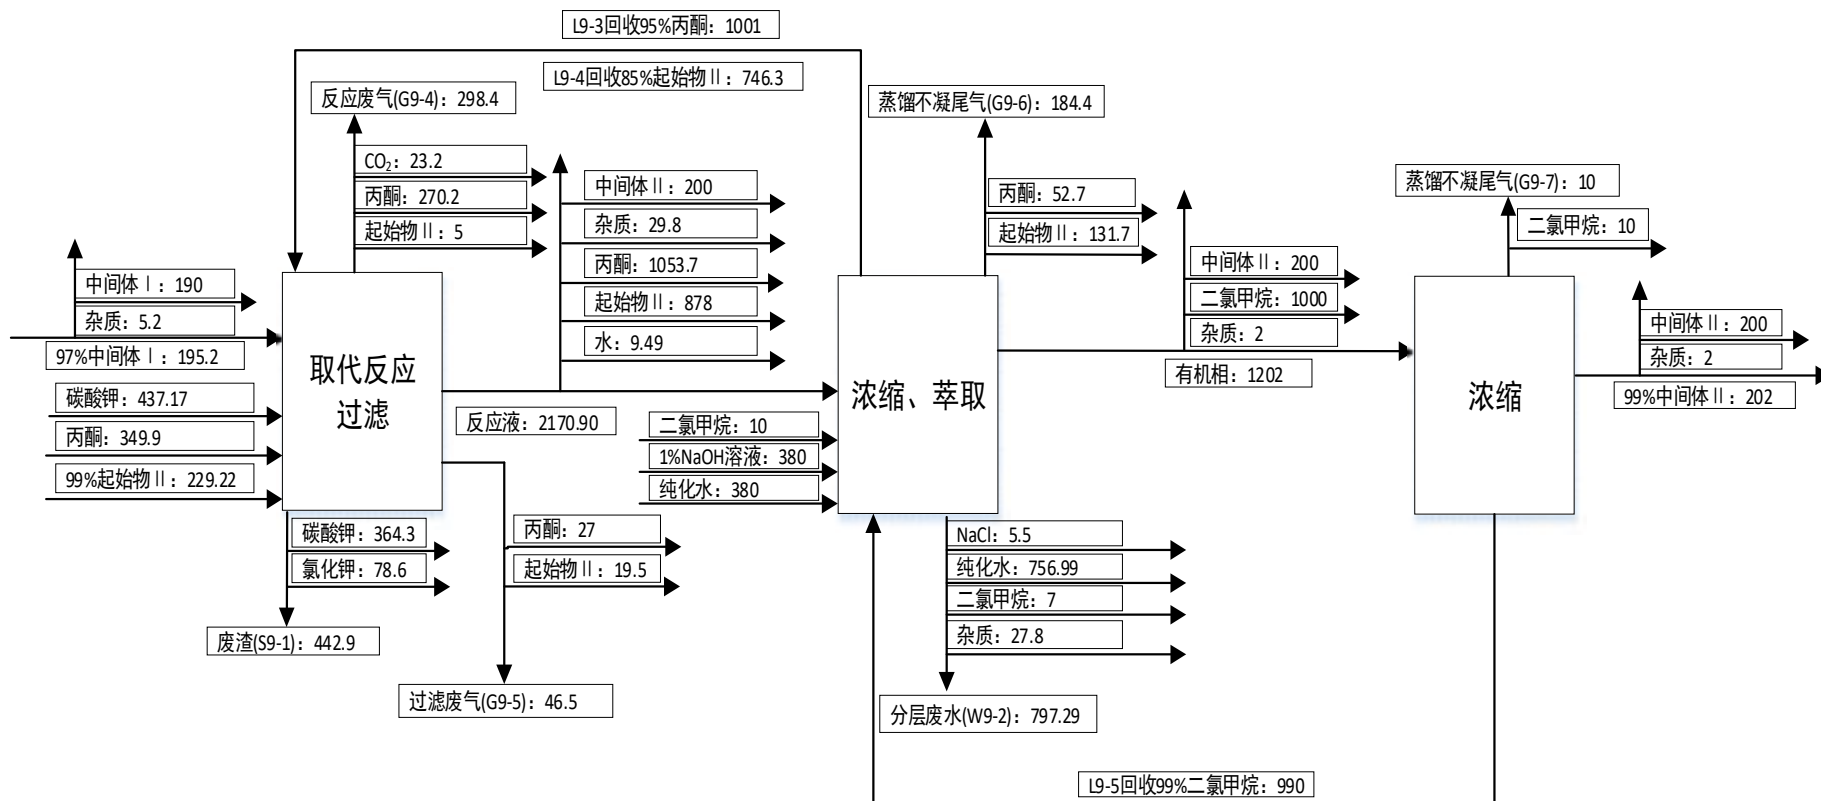 L9-3回收95%丙酮：1001
L9-4回收85%起始物Ⅱ：746.3
反应废气(G9-4)：298.4
CO₂：23.2
丙酮：270.2
起始物Ⅱ：5
中间体Ⅰ：190
杂质：5.2
97%中间体Ⅰ：195.2
碳酸钾：437.17
丙酮：349.9
99%起始物Ⅱ：229.22
取代反应
过滤
碳酸钾：364.3
氯化钾：78.6
废渣(S9-1)：442.9
中间体Ⅱ：200
杂质：29.8
丙酮：1053.7
起始物Ⅱ：878
水：9.49
反应液：2170.90
丙酮：27
起始物Ⅱ：19.5
过滤废气(G9-5)：46.5
二氯甲烷：10
1%NaOH溶液：380
纯化水：380
浓缩、萃取
蒸馏不凝尾气(G9-6)：184.4
丙酮：52.7
起始物Ⅱ：131.7
NaCl：5.5
纯化水：756.99
二氯甲烷：7
杂质：27.8
分层废水(W9-2)：797.29
中间体Ⅱ：200
二氯甲烷：1000
杂质：2
有机相：1202
蒸馏不凝尾气(G9-7)：10
二氯甲烷：10
浓缩
中间体Ⅱ：200
杂质：2
99%中间体Ⅱ：202
L9-5回收99%二氯甲烷：990